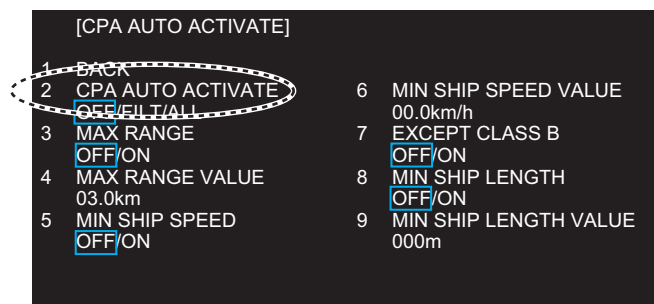 [CPA AUTO ACTIVATE]
1 BACK
2 CPA AUTO ACTIVATE
OFF/FILT/ALL
3 MAX RANGE
OFF/ON
4 MAX RANGE VALUE
03.0km
5 MIN SHIP SPEED
OFF/ON
6 MIN SHIP SPEED VALUE
00.0km/h
7 EXCEPT CLASS B
OFF/ON
8 MIN SHIP LENGTH
OFF/ON
9 MIN SHIP LENGTH VALUE
000m